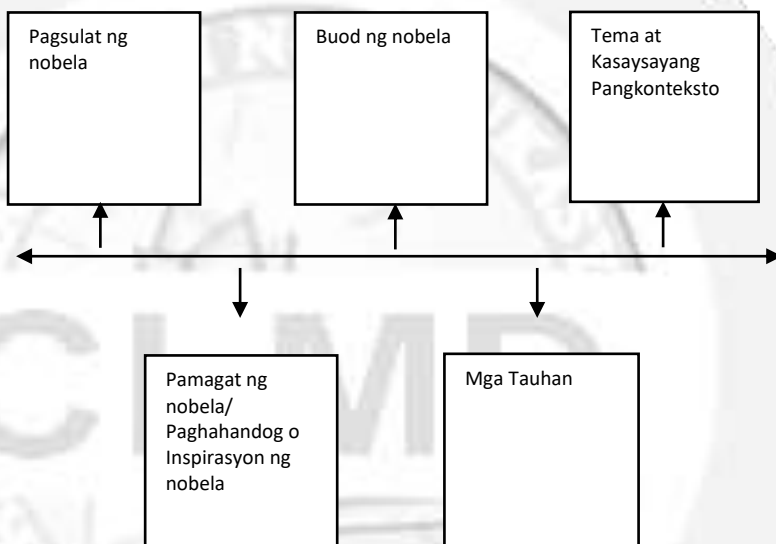 Pagsulat ng
nobela
Buod ng nobela
Tema at
Kasaysayang
Pangkonteksto
Pamagat ng
nobela/
Paghahandog o
Inspirasyon ng
nobela
Mga Tauhan